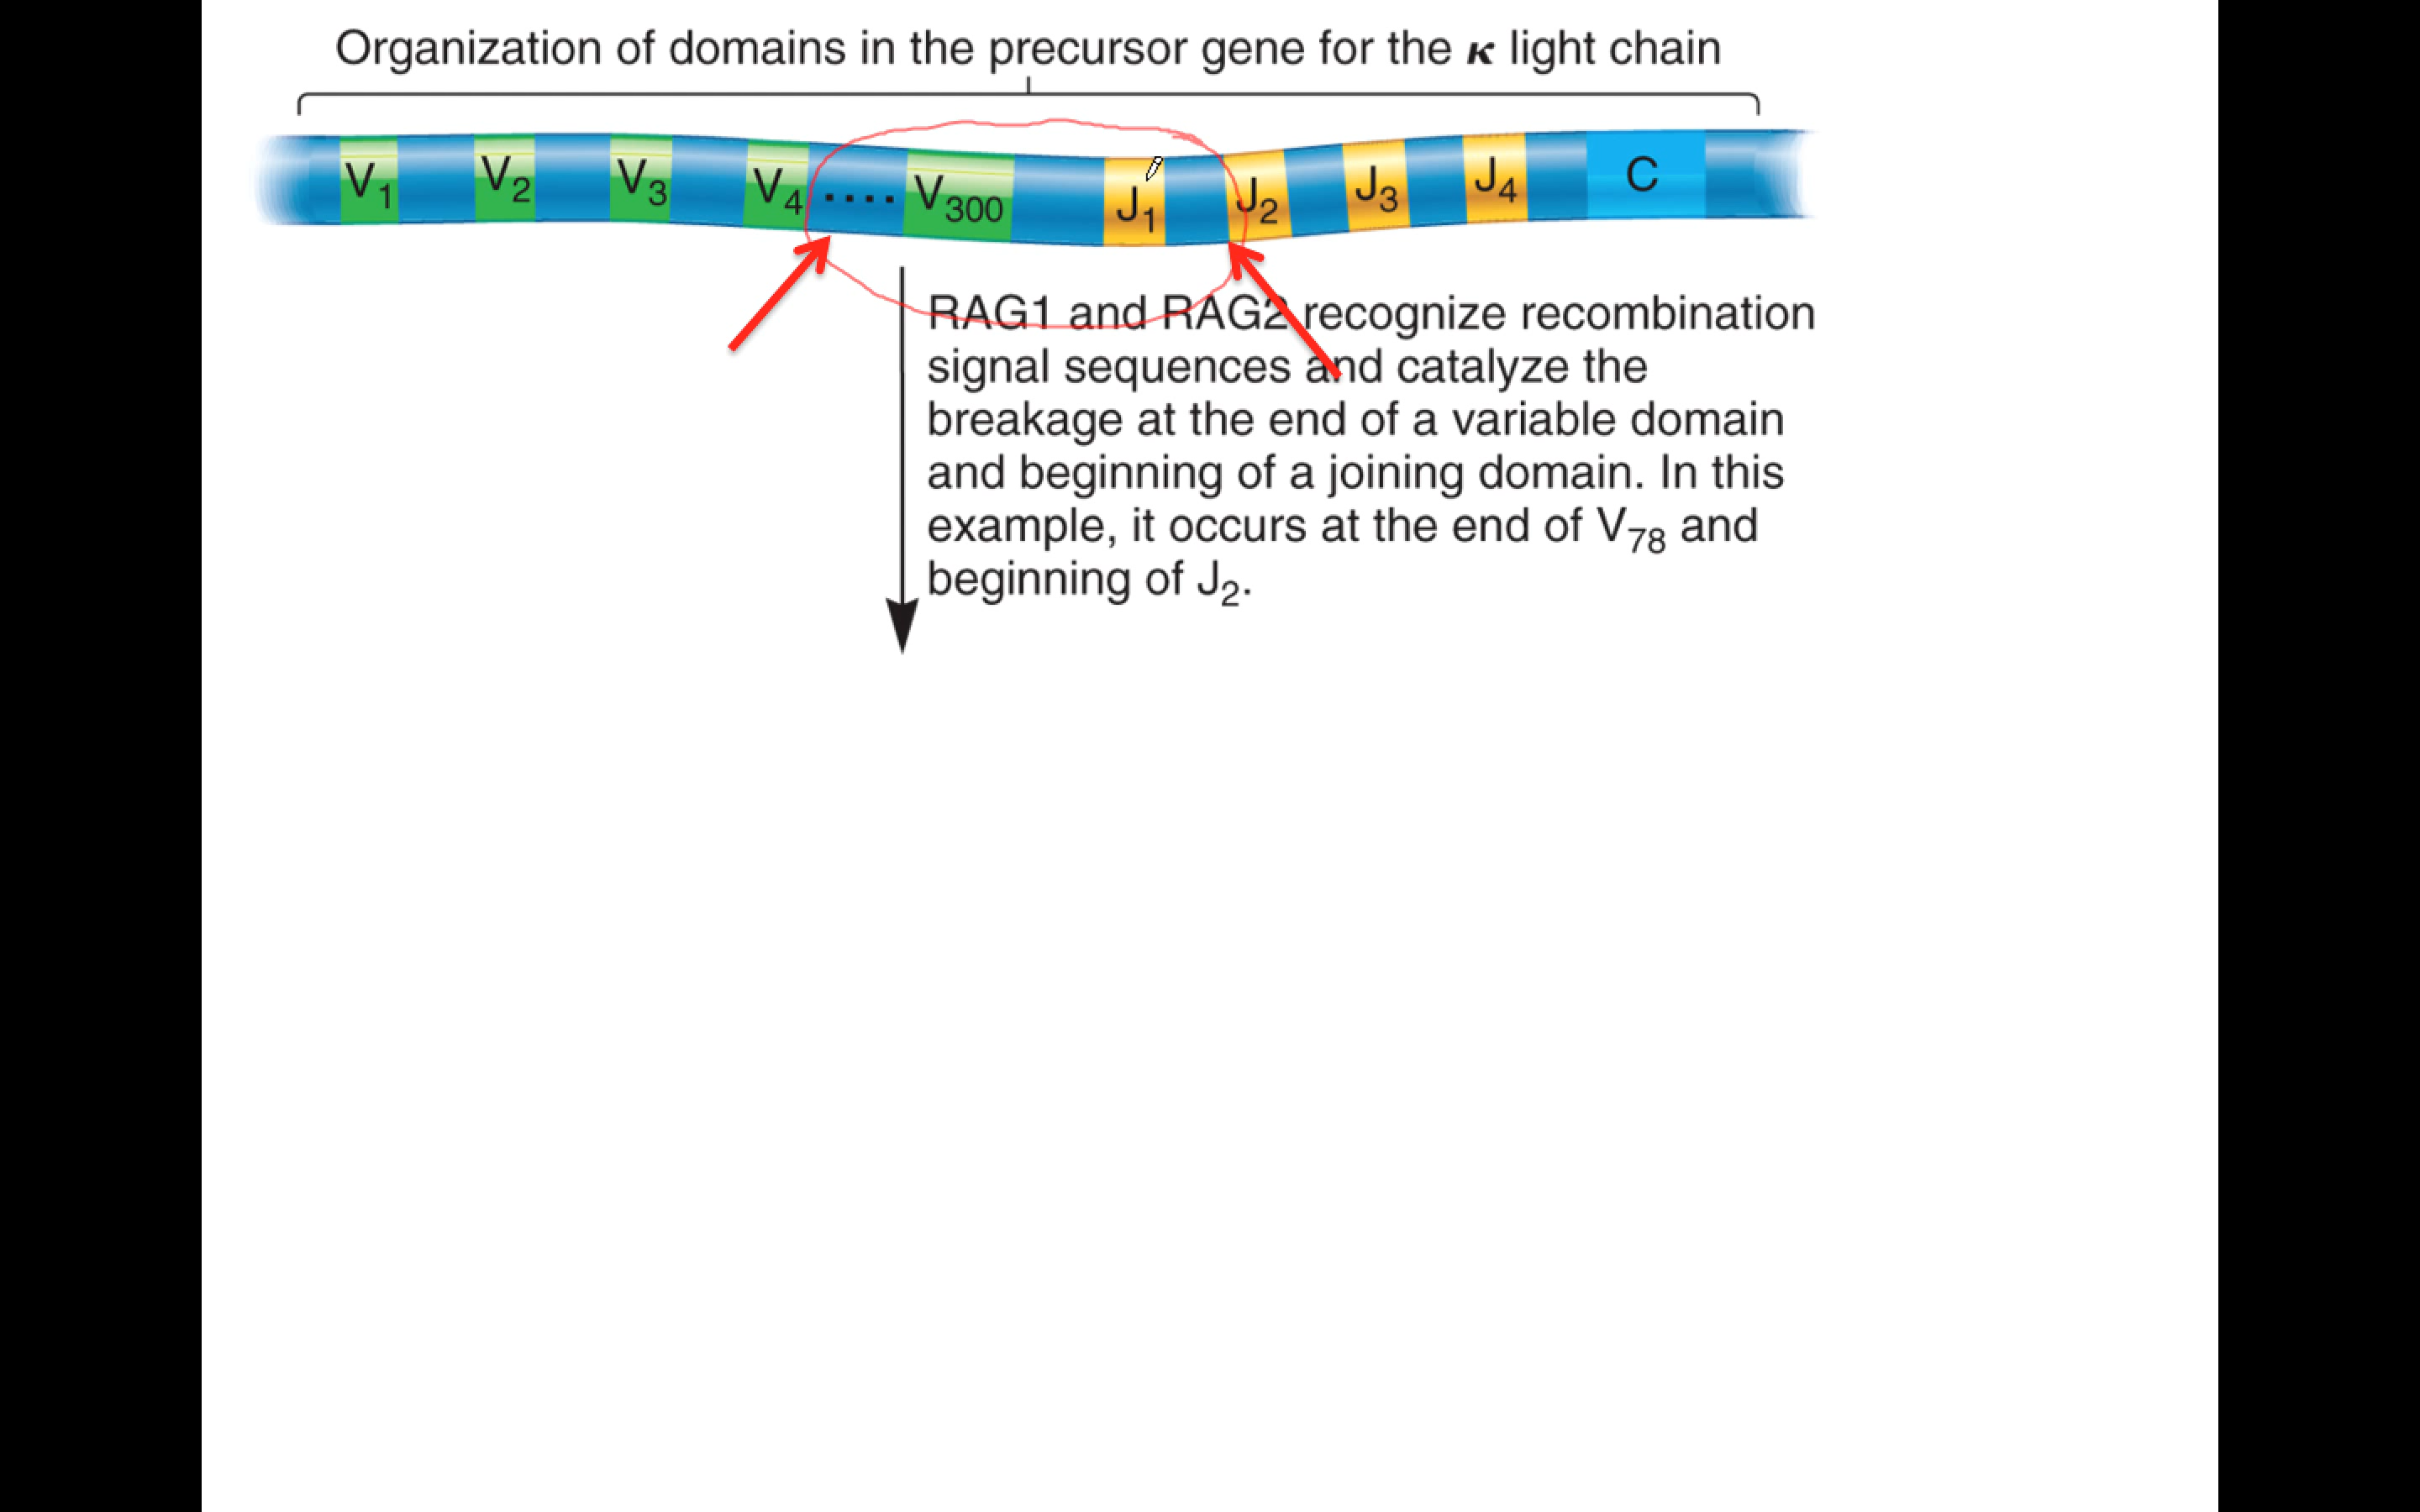 Organization of domains in the precursor gene for the κ light chain
V₁ V₂ V₃ V₄ .... V₃₀₀ J₁ J₂ J₃ J₄ C
RAG1 and RAG2 recognize recombination
signal sequences and catalyze the
breakage at the end of a variable domain
and beginning of a joining domain. In this
example, it occurs at the end of V₇₈ and
beginning of J₂.